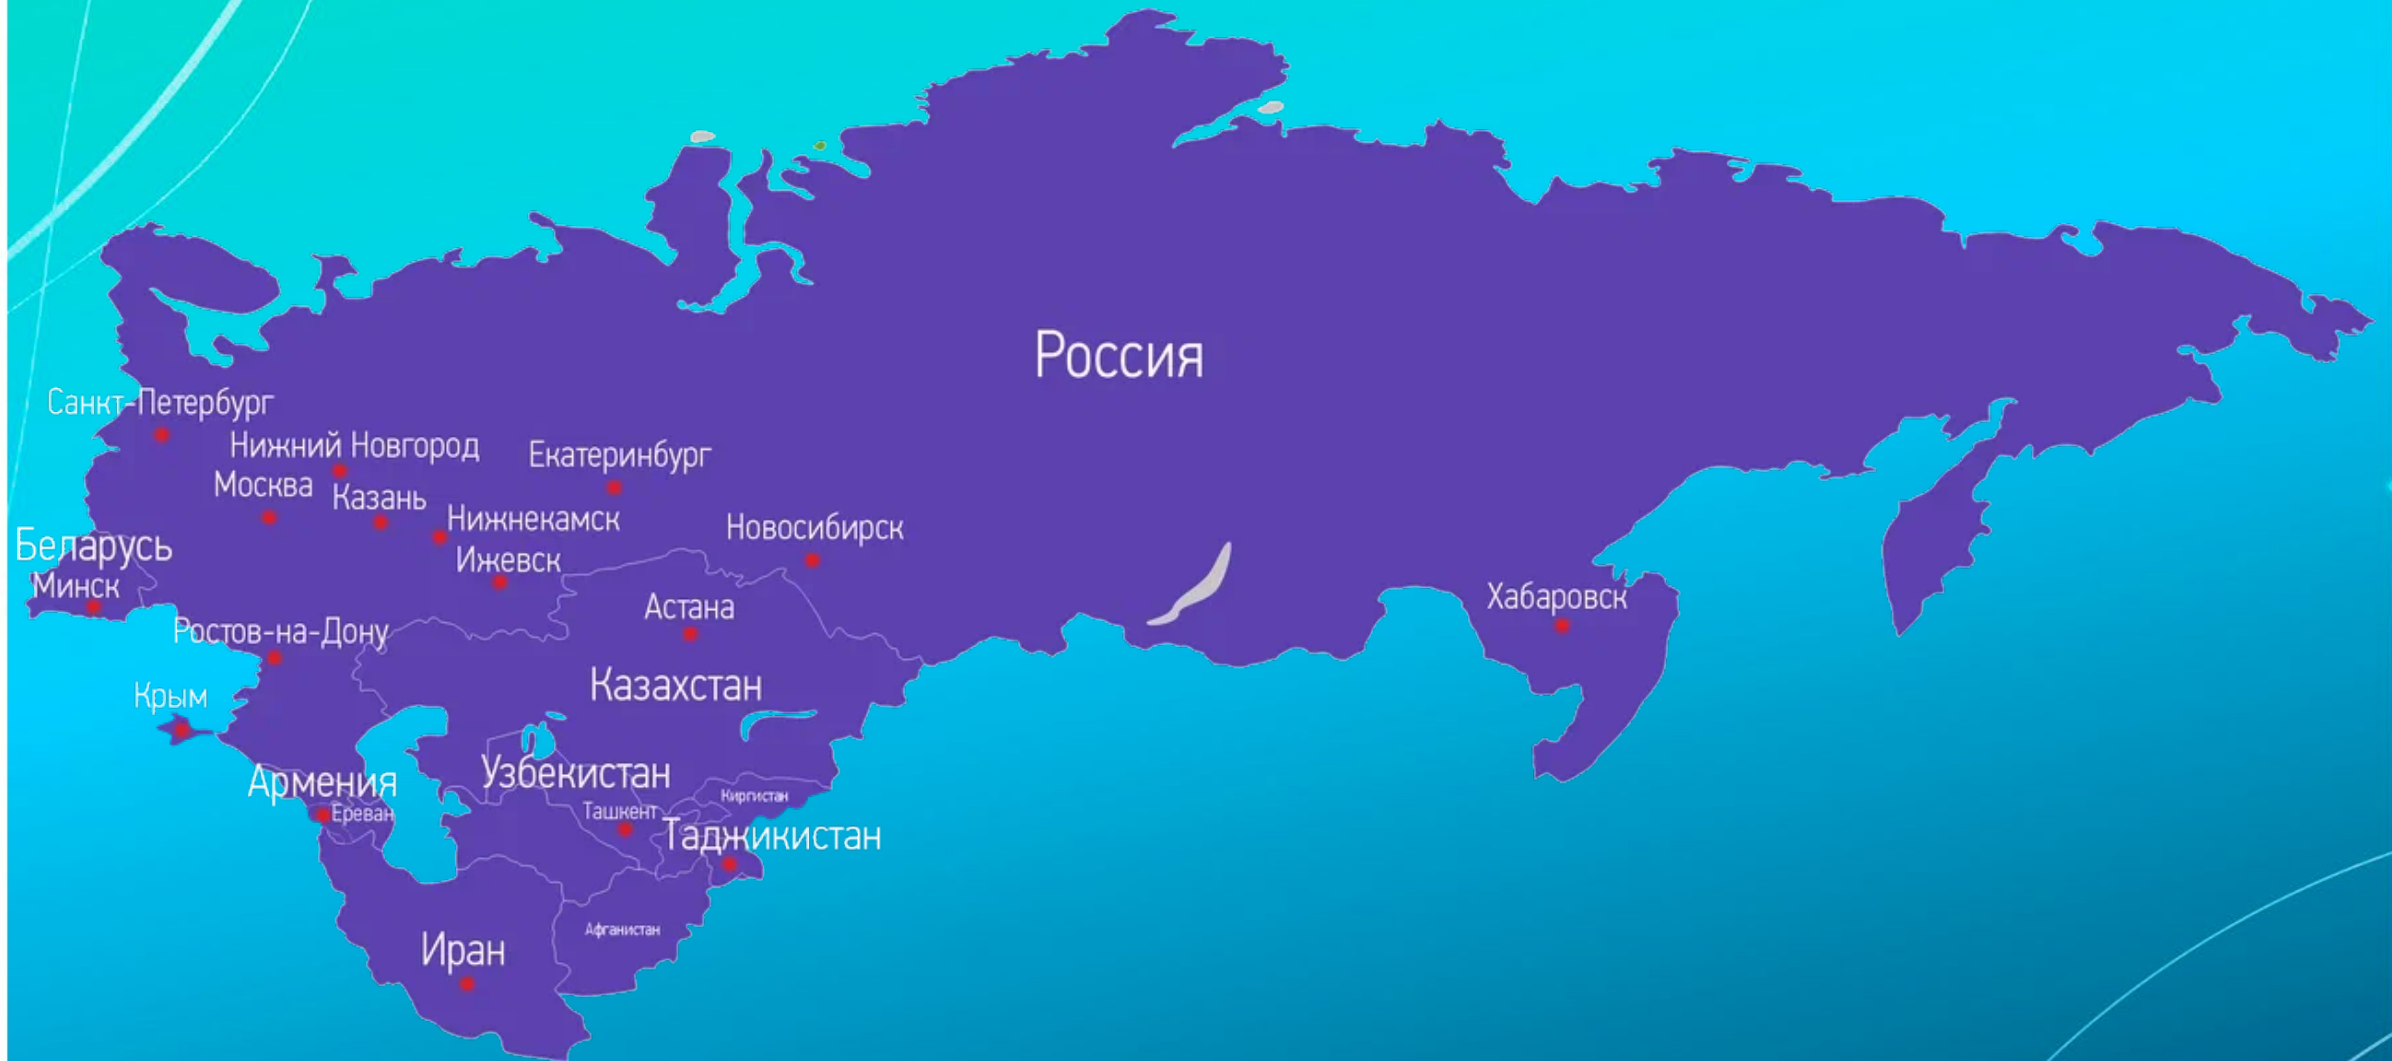 Россия
Санкт-Петербург
Нижний Новгород
Екатеринбург
Москва
Казань
Нижнекамск
Новосибирск
Беларусь
Ижевск
Минск
Хабаровск
Астана
Ростов-на-Дону
Казахстан
Крым
Узбекистан
Армения
Киргистан
Ташкент
Ереван
Таджикистан
Афганистан
Иран